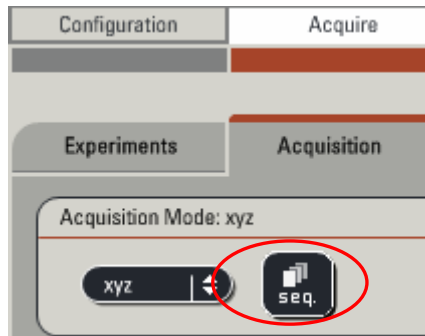 Configuration Acquire
Experiments Acquisition
Acquisition Mode: xyz
xyz seq.